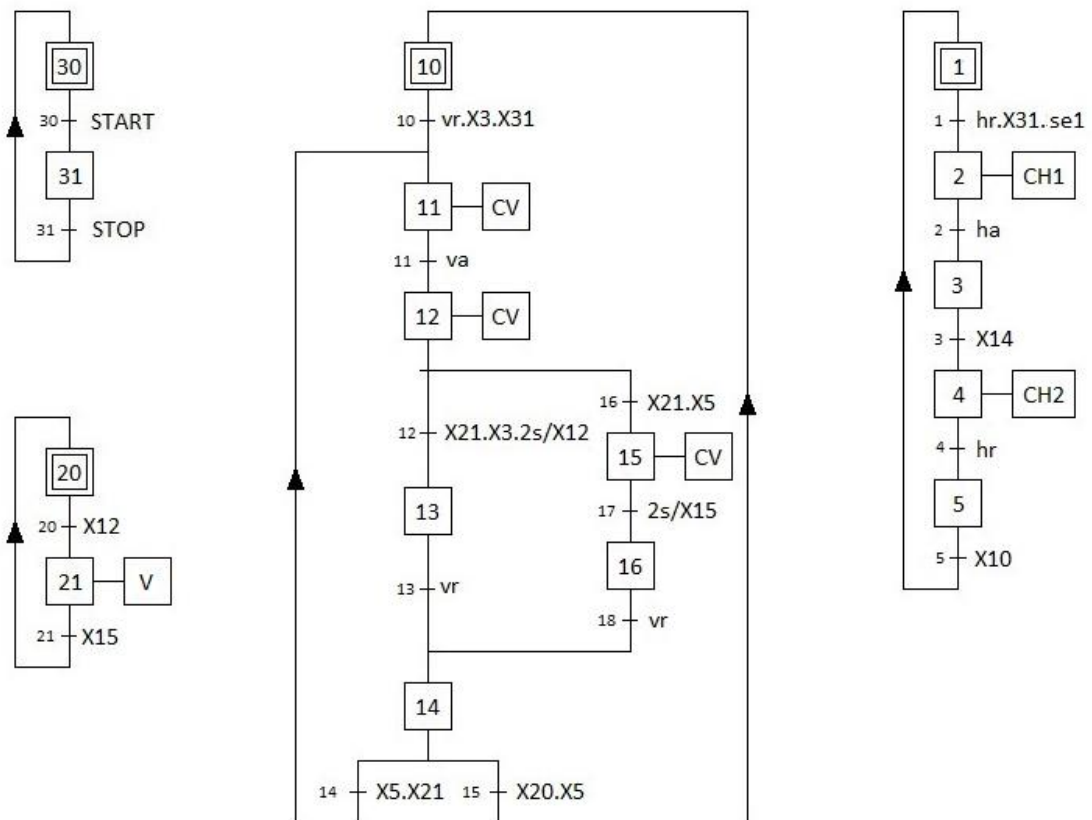 30
30 START
31
31 STOP
20
20 X12
21 V
21 X15
10
10 vr.X3.X31
11 CV
11 va
12 CV
12 X21.X3.2s/X12
16 X21.X5
15 CV
13
17 2s/X15
16
13 vr
18 vr
14
14 X5.X21
15 X20.X5
1
1 hr.X31.se1
2 CH1
2 ha
3
3 X14
4 CH2
4 hr
5
5 X10